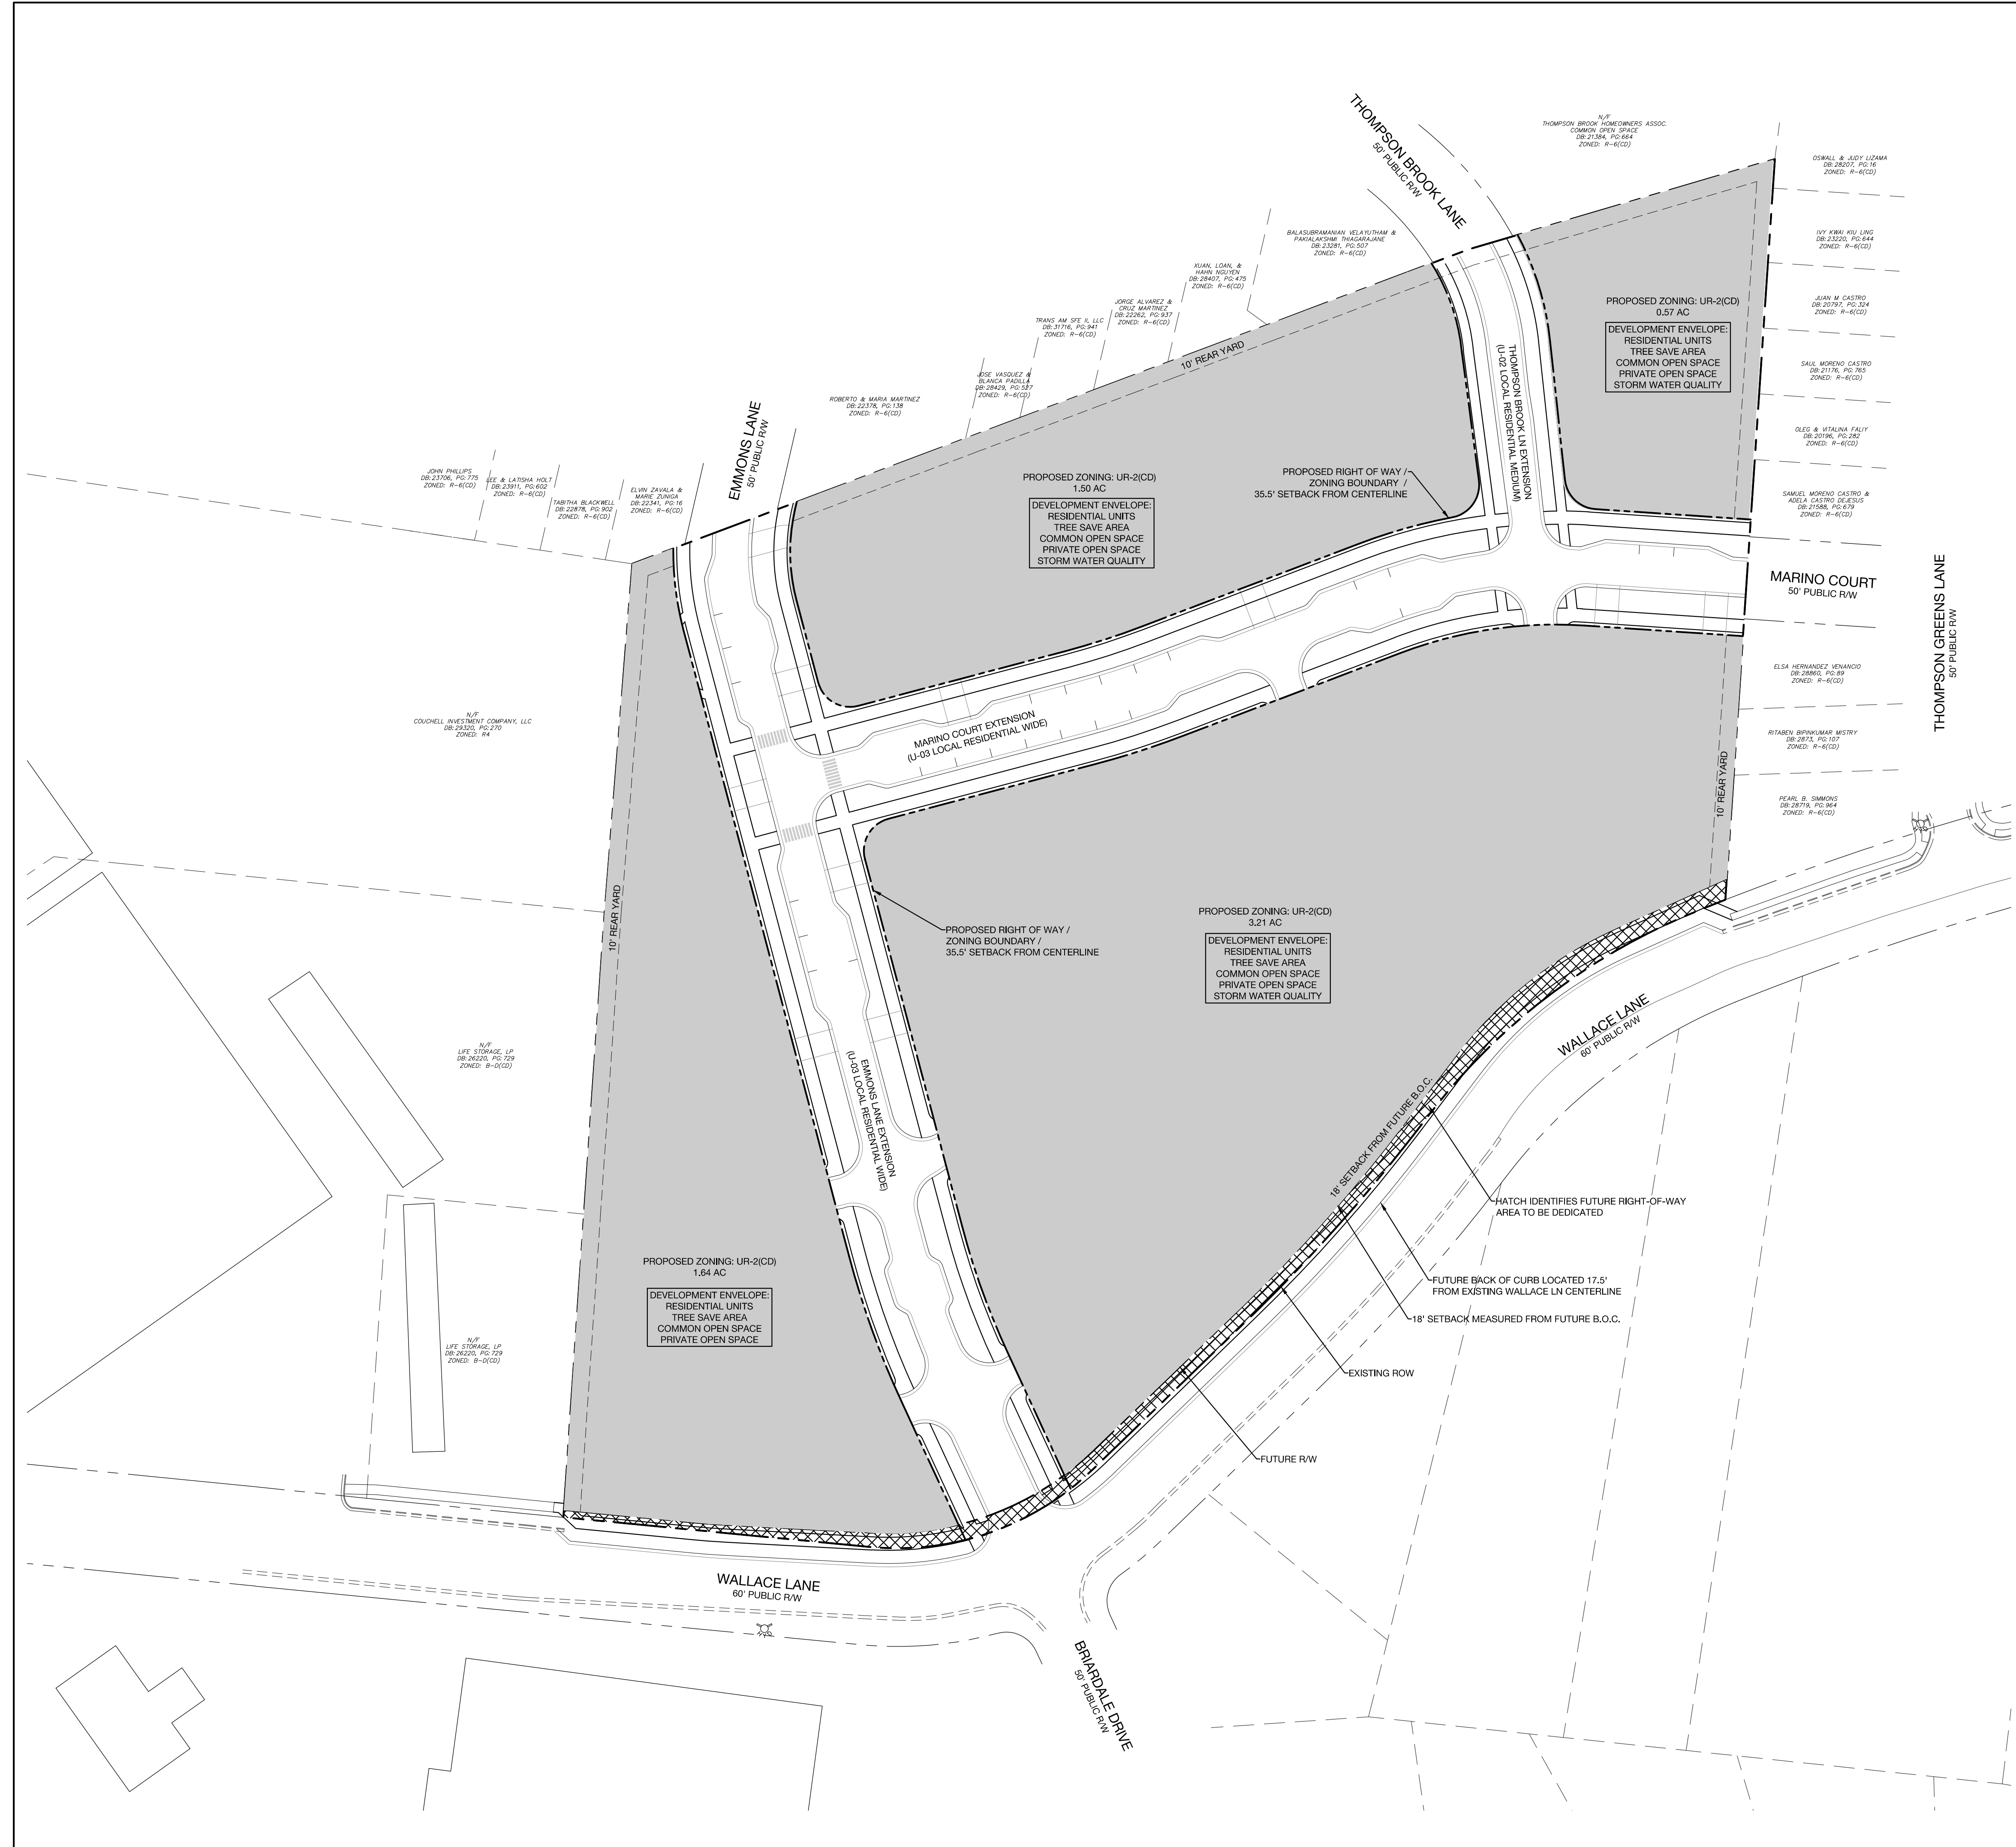 THOMPSON BROOK LANE
50' PUBLIC R/W
N/F
THOMPSON BROOK HOMEOWNERS ASSOC.
COMMON OPEN SPACE
DB: 21384, PG: 664
ZONED: R-6(CD)
OSWALL & JUDY LIZAMA
DB: 28207, PG: 16
ZONED: R-6(CD)
IVY KWAI KIU LING
DB: 23220, PG: 644
ZONED: R-6(CD)
BALASUBRAMANIAN VELAYUTHAM &
PAKIALAKSHMI THIAGARAJANE
DB: 23281, PG: 507
ZONED: R-6(CD)
XUAN, LOAN, &
HAHN NGUYEN
DB: 28407, PG: 475
ZONED: R-6(CD)
JORGE ALVAREZ &
CRUZ MARTINEZ
DB: 22262, PG: 937
ZONED: R-6(CD)
TRANS AM SFE II, LLC
DB: 31716, PG: 941
ZONED: R-6(CD)
JOSE VASQUEZ &
BLANCA PADILLA
DB: 28429, PG: 527
ZONED: R-6(CD)
ROBERTO & MARIA MARTINEZ
DB: 22378, PG: 138
ZONED: R-6(CD)
EMMONS LANE
50' PUBLIC R/W
JOHN PHILLIPS
DB: 23706, PG: 775
ZONED: R-6(CD)
LEE & LATISHA HOLT
DB: 23911, PG: 602
ZONED: R-6(CD)
TABITHA BLACKWELL
DB: 22878, PG: 902
ZONED: R-6(CD)
ELVIN ZAVALA &
MARIE ZUNIGA
DB: 22341, PG: 16
ZONED: R-6(CD)
10' REAR YARD
PROPOSED ZONING: UR-2(CD)
0.57 AC
DEVELOPMENT ENVELOPE:
RESIDENTIAL UNITS
TREE SAVE AREA
COMMON OPEN SPACE
PRIVATE OPEN SPACE
STORM WATER QUALITY
JUAN M CASTRO
DB: 20797, PG: 324
ZONED: R-6(CD)
SAUL MORENO CASTRO
DB: 21176, PG: 765
ZONED: R-6(CD)
OLEG & VITALINA FALIY
DB: 20196, PG: 282
ZONED: R-6(CD)
SAMUEL MORENO CASTRO &
ADELA CASTRO DEJESUS
DB: 21588, PG: 679
ZONED: R-6(CD)
THOMPSON BROOK LN EXTENSION
(U-02 LOCAL RESIDENTIAL MEDIUM)
PROPOSED RIGHT OF WAY /
ZONING BOUNDARY /
35.5' SETBACK FROM CENTERLINE
PROPOSED ZONING: UR-2(CD)
1.50 AC
DEVELOPMENT ENVELOPE:
RESIDENTIAL UNITS
TREE SAVE AREA
COMMON OPEN SPACE
PRIVATE OPEN SPACE
STORM WATER QUALITY
MARINO COURT
50' PUBLIC R/W
THOMPSON GREENS LANE
50' PUBLIC R/W
N/F
COUCHELL INVESTMENT COMPANY, LLC
DB: 29320, PG: 270
ZONED: R4
MARINO COURT EXTENSION
(U-03 LOCAL RESIDENTIAL WIDE)
ELSA HERNANDEZ VENANCIO
DB: 28860, PG: 89
ZONED: R-6(CD)
RITABEN BIPINKUMAR MISTRY
DB: 2873, PG: 107
ZONED: R-6(CD)
PEARL B. SIMMONS
DB: 28719, PG: 964
ZONED: R-6(CD)
10' REAR YARD
10' REAR YARD
PROPOSED RIGHT OF WAY /
ZONING BOUNDARY /
35.5' SETBACK FROM CENTERLINE
PROPOSED ZONING: UR-2(CD)
3.21 AC
DEVELOPMENT ENVELOPE:
RESIDENTIAL UNITS
TREE SAVE AREA
COMMON OPEN SPACE
PRIVATE OPEN SPACE
STORM WATER QUALITY
WALLACE LANE
60' PUBLIC R/W
N/F
LIFE STORAGE, LP
DB: 26220, PG: 729
ZONED: B-D(CD)
EMMONS LANE EXTENSION
(U-03 LOCAL RESIDENTIAL WIDE)
18' SETBACK FROM FUTURE B.O.C.
HATCH IDENTIFIES FUTURE RIGHT-OF-WAY
AREA TO BE DEDICATED
FUTURE BACK OF CURB LOCATED 17.5'
FROM EXISTING WALLACE LN CENTERLINE
18' SETBACK MEASURED FROM FUTURE B.O.C.
EXISTING ROW
FUTURE R/W
PROPOSED ZONING: UR-2(CD)
1.64 AC
DEVELOPMENT ENVELOPE:
RESIDENTIAL UNITS
TREE SAVE AREA
COMMON OPEN SPACE
PRIVATE OPEN SPACE
N/F
LIFE STORAGE, LP
DB: 26220, PG: 729
ZONED: B-D(CD)
WALLACE LANE
60' PUBLIC R/W
BRIARDALE DRIVE
50' PUBLIC R/W